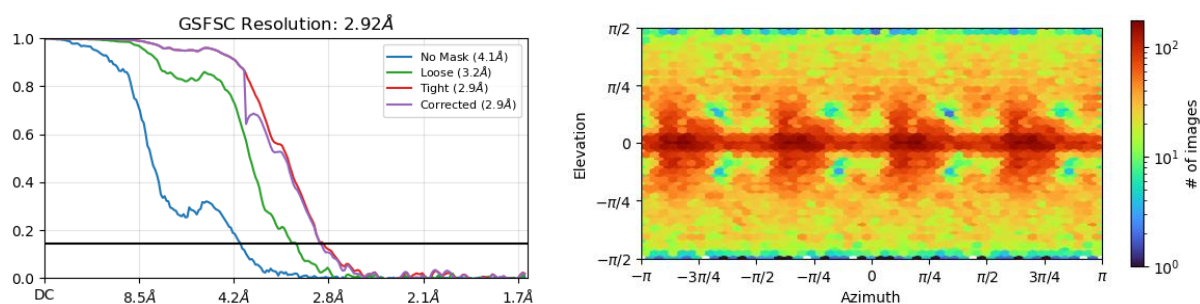 GSFSC Resolution: 2.92Å
1.0
0.8
0.6
0.4
0.2
0.0
DC
8.5Å
4.2Å
2.8Å
2.1Å
1.7Å
No Mask (4.1Å)
Loose (3.2Å)
Tight (2.9Å)
Corrected (2.9Å)
Elevation
π/2
π/4
0
−π/4
−π/2
−π
−3π/4
−π/2
−π/4
0
π/4
π/2
3π/4
π
Azimuth
10²
10¹
10⁰
# of images